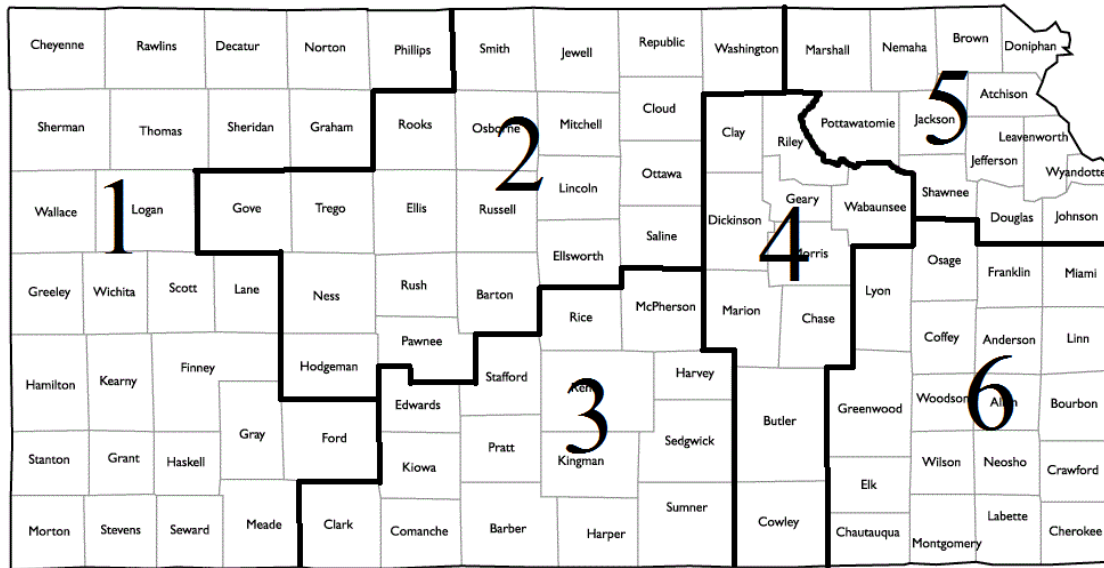 Cheyenne Rawlins Decatur Norton Phillips Smith Jewell Republic Washington Marshall Nemaha Brown Doniphan
Sherman Thomas Sheridan Graham Rooks Osborne Mitchell Cloud Clay Riley Pottawatomie Jackson Atchison
Leavenworth
Jefferson Wyandotte
Wallace Logan Gove Trego Ellis Russell Lincoln Ottawa Dickinson Geary Wabaunsee Shawnee Douglas Johnson
1 2 4 5
Greeley Wichita Scott Lane Ness Rush Barton Ellsworth Saline Morris Lyon Osage Franklin Miami
Hamilton Kearny Finney Hodgeman Pawnee Rice McPherson Marion Chase Coffey Anderson Linn
Gray Ford Edwards Stafford Reno Harvey Butler Greenwood Woodson Allen Bourbon
3 6
Stanton Grant Haskell Kiowa Pratt Kingman Sedgwick Elk Wilson Neosho Crawford
Morton Stevens Seward Meade Clark Comanche Barber Harper Sumner Cowley Chautauqua Montgomery Labette Cherokee